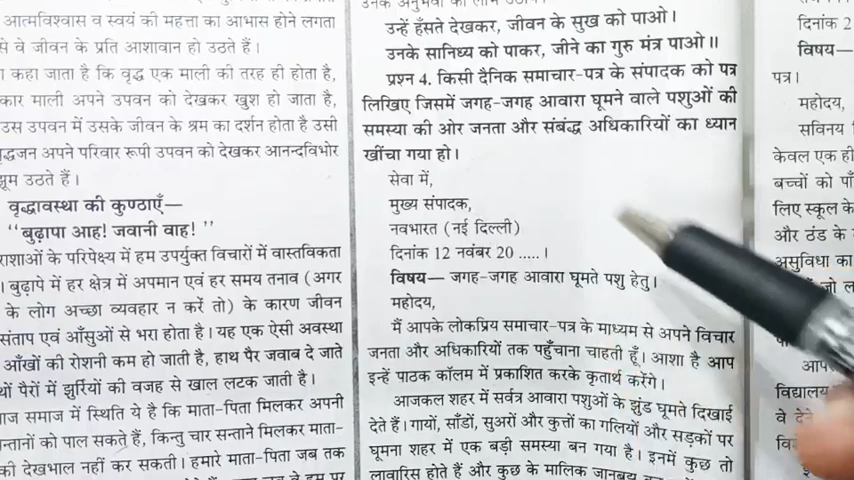 आत्मविश्वास व स्वयं की महत्ता का आभास होने लगता
से वे जीवन के प्रति आशावान हो उठते हैं।
कहा जाता है कि वृद्ध एक माली की तरह ही होता है,
कार माली अपने उपवन को देखकर खुश हो जाता है,
उस उपवन में उसके जीवन के श्रम का दर्शन होता है उसी
द्धजन अपने परिवार रूपी उपवन को देखकर आनन्दविभोर
झूम उठते हैं।
वृद्धावस्था की कुण्ठाएँ—
‘‘बुढ़ापा आह! जवानी वाह! ’’
राशाओं के परिपेक्ष्य में हम उपर्युक्त विचारों में वास्तविकता
। बुढ़ापे में हर क्षेत्र में अपमान एवं हर समय तनाव (अगर
के लोग अच्छा व्यवहार न करें तो) के कारण जीवन
संताप एवं आँसुओं से भरा होता है। यह एक ऐसी अवस्था
आँखों की रोशनी कम हो जाती है, हाथ पैर जवाब दे जाते
थों पैरों में झुर्रियों की वजह से खाल लटक जाती है।
ाज समाज में स्थिति ये है कि माता-पिता मिलकर अपनी
न्तानों को पाल सकते हैं, किन्तु चार सन्ताने मिलकर माता-
की देखभाल नहीं कर सकती। हमारे माता-पिता जब तक
उन्हें हँसते देखकर, जीवन के सुख को पाओ।
उनके सानिध्य को पाकर, जीने का गुरु मंत्र पाओ॥
प्रश्न 4. किसी दैनिक समाचार-पत्र के संपादक को पत्र
लिखिए जिसमें जगह-जगह आवारा घूमने वाले पशुओं की
समस्या की ओर जनता और संबंद्ध अधिकारियों का ध्यान
खींचा गया हो।
सेवा में,
मुख्य संपादक,
नवभारत (नई दिल्ली)
दिनांक 12 नवंबर 20 .....।
विषय— जगह-जगह आवारा घूमते पशु हेतु।
महोदय,
मैं आपके लोकप्रिय समाचार-पत्र के माध्यम से अपने विचार
जनता और अधिकारियों तक पहुँचाना चाहती हूँ। आशा है आप
इन्हें पाठक कॉलम में प्रकाशित करके कृतार्थ करेंगे।
आजकल शहर में सर्वत्र आवारा पशुओं के झुंड घूमते दिखाई
देते हैं। गायों, साँडों, सुअरों और कुत्तों का गलियों और सड़कों पर
घूमना शहर में एक बड़ी समस्या बन गया है। इनमें कुछ तो
लावारिस होते हैं और कुछ के मालिक जानबूझ
दिनांक 2
विषय—
पत्र।
महोदय,
सविनय
केवल एक ही
बच्चों को
लिए स्कूल के
और ठंड के
असुविधा का
विद्यालय
वे देने